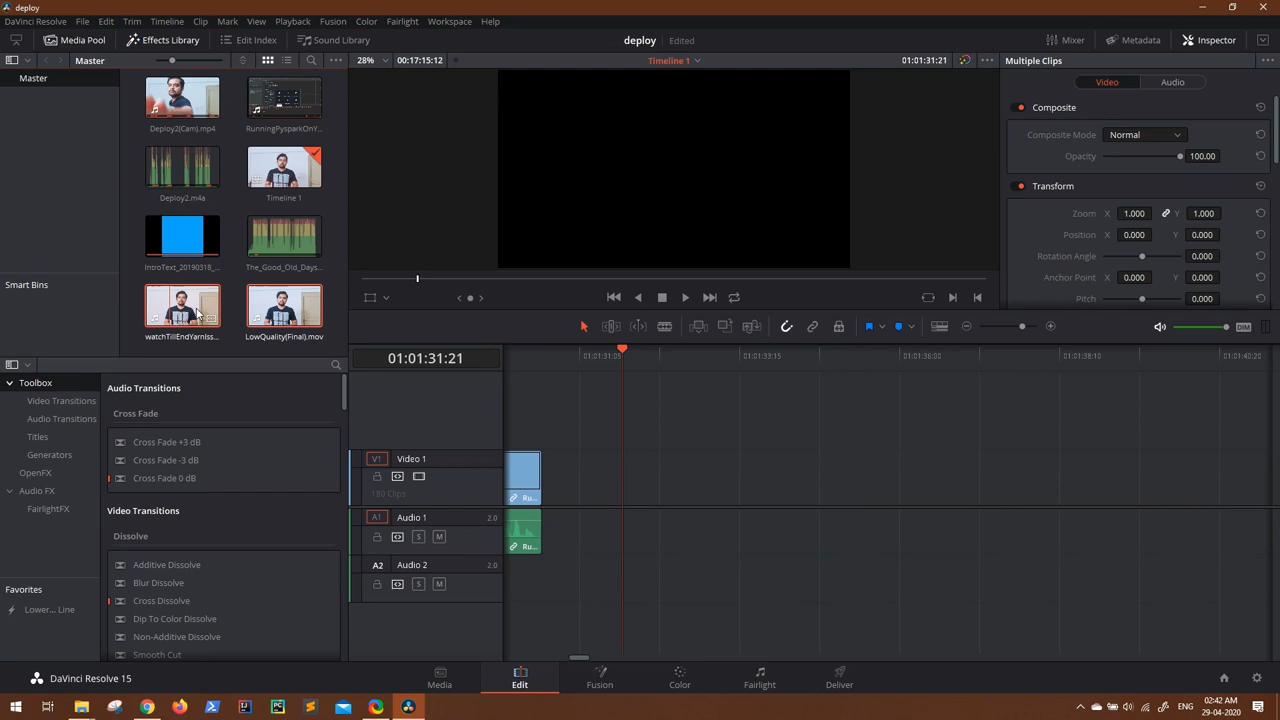 deploy
DaVinci Resolve File Edit Trim Timeline Clip Mark View Playback Fusion Color Fairlight Workspace Help
Media Pool Effects Library Edit Index Sound Library deploy Edited Mixer Metadata Inspector
Master 28% 00:17:15:12 Timeline 1 01:01:31:21 Multiple Clips
Master
Video Audio
Composite
Deploy2(Cam).mp4 RunningPysparkOnY...
Composite Mode Normal
Opacity 100.00
Transform
Deploy2.m4a Timeline 1
Zoom X 1.000 Y 1.000
Position X 0.000 Y 0.000
Rotation Angle 0.000
IntroText_20190318_... The_Good_Old_Days...
Anchor Point X 0.000 Y 0.000
Smart Bins
Pitch 0.000
watchTillEndYarnIss... LowQuality(Final).mov
DIM
01:01:31:21 01:01:31:05 01:01:33:15 01:01:36:00 01:01:38:10 01:01:40:20
Toolbox
Audio Transitions
Video Transitions
Cross Fade
Audio Transitions
Titles
Cross Fade +3 dB
Generators
Cross Fade -3 dB
OpenFX
Cross Fade 0 dB
Audio FX
FairlightFX
V1 Video 1
180 Clips
Ru...
Video Transitions
A1 Audio 1 2.0
Dissolve
S M
Ru...
Additive Dissolve
A2 Audio 2 2.0
Blur Dissolve
S M
Favorites
Cross Dissolve
Lower... Line
Dip To Color Dissolve
Non-Additive Dissolve
Smooth Cut
DaVinci Resolve 15
Media Edit Fusion Color Fairlight Deliver
ENG
02:42 AM
29-04-2020